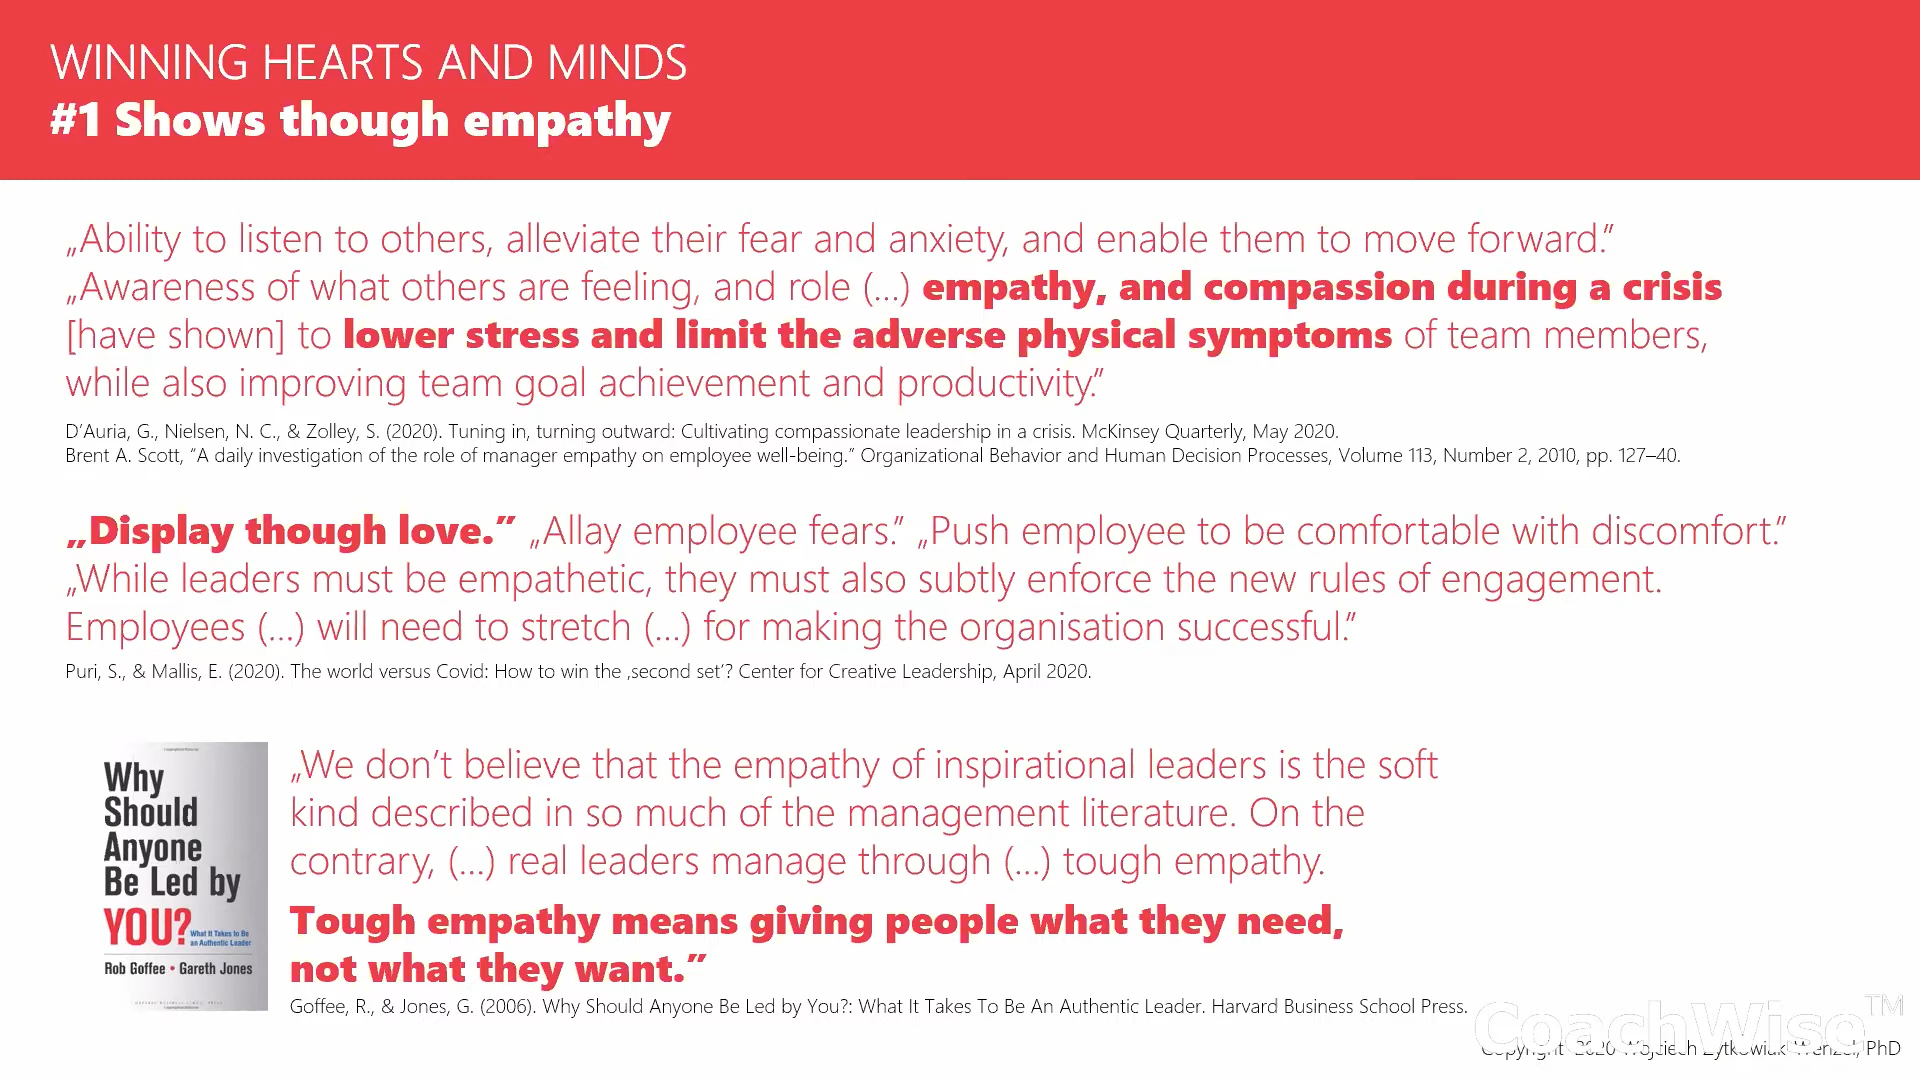 WINNING HEARTS AND MINDS
#1 Shows though empathy
„Ability to listen to others, alleviate their fear and anxiety, and enable them to move forward.”
„Awareness of what others are feeling, and role (…) empathy, and compassion during a crisis
[have shown] to lower stress and limit the adverse physical symptoms of team members,
while also improving team goal achievement and productivity.”
D’Auria, G., Nielsen, N. C., & Zolley, S. (2020). Tuning in, turning outward: Cultivating compassionate leadership in a crisis. McKinsey Quarterly, May 2020.
Brent A. Scott, “A daily investigation of the role of manager empathy on employee well-being.” Organizational Behavior and Human Decision Processes, Volume 113, Number 2, 2010, pp. 127–40.
„Display though love.” „Allay employee fears.” „Push employee to be comfortable with discomfort.”
„While leaders must be empathetic, they must also subtly enforce the new rules of engagement.
Employees (…) will need to stretch (…) for making the organisation successful.”
Puri, S., & Mallis, E. (2020). The world versus Covid: How to win the ‚second set’? Center for Creative Leadership, April 2020.
Why
Should
Anyone
Be Led by
YOU?
What It Takes to Be
an Authentic Leader
Rob Goffee • Gareth Jones
„We don’t believe that the empathy of inspirational leaders is the soft
kind described in so much of the management literature. On the
contrary, (…) real leaders manage through (…) tough empathy.
Tough empathy means giving people what they need,
not what they want.”
Goffee, R., & Jones, G. (2006). Why Should Anyone Be Led by You?: What It Takes To Be An Authentic Leader. Harvard Business School Press.
CoachWise™
Copyright 2020 Wojciech Zytkowiak-Wenzel, PhD